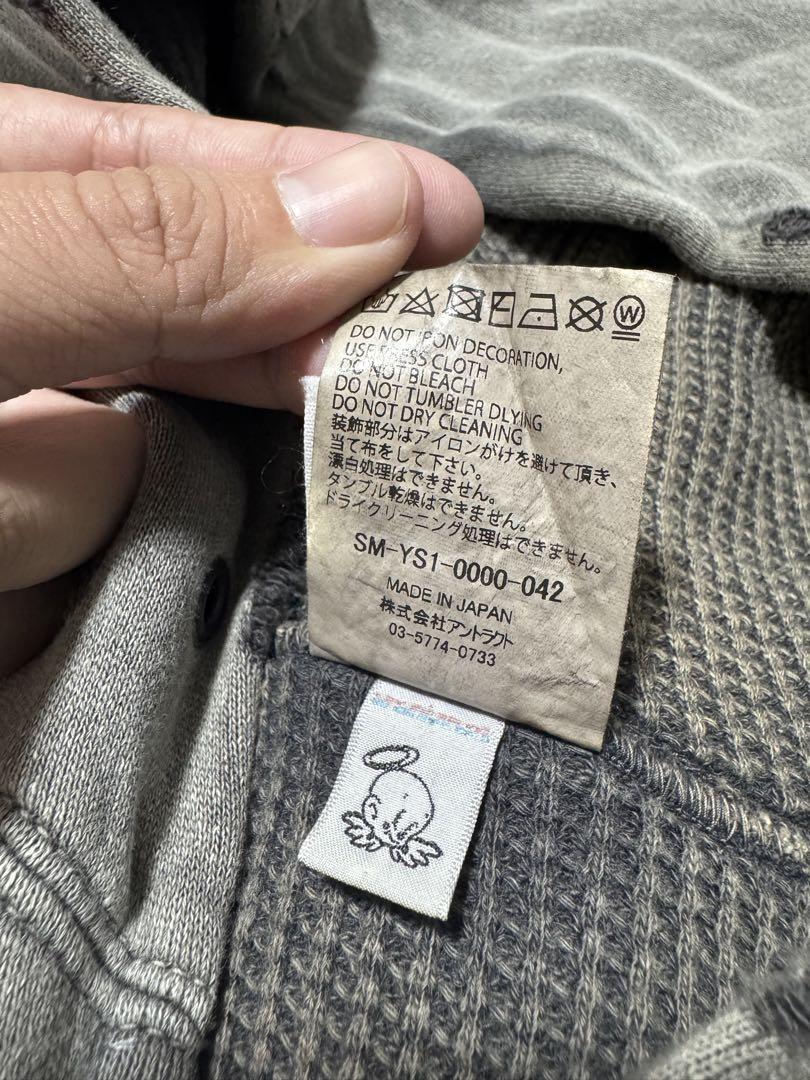 W
DO NOT IRON DECORATION,
USE PRESS CLOTH
DO NOT BLEACH
DO NOT TUMBLER DLYING
DO NOT DRY CLEANING
装飾部分はアイロンがけを避けて頂き、
当て布をして下さい。
漂白処理はできません。
タンブル乾燥はできません。
ドライクリーニング処理はできません。
SM-YS1-0000-042
MADE IN JAPAN
株式会社アントラクト
03-5774-0733